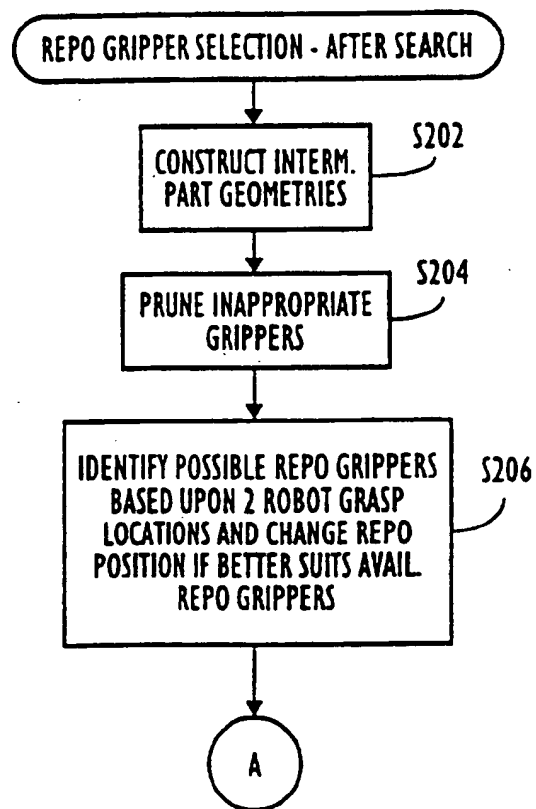 REPO GRIPPER SELECTION - AFTER SEARCH
S202
CONSTRUCT INTERM.
PART GEOMETRIES
S204
PRUNE INAPPROPRIATE
GRIPPERS
S206
IDENTIFY POSSIBLE REPO GRIPPERS
BASED UPON 2 ROBOT GRASP
LOCATIONS AND CHANGE REPO
POSITION IF BETTER SUITS AVAIL.
REPO GRIPPERS
A